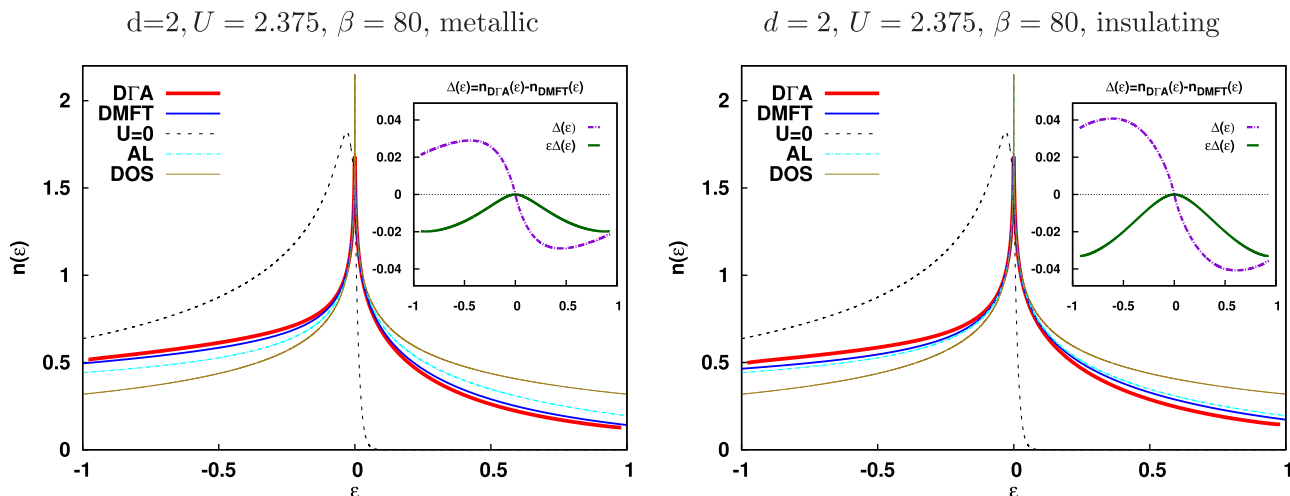 d=2, U = 2.375, β = 80, metallic
n(ε)
2
1.5
1
0.5
0
-1
-0.5
0
0.5
1
ε
DΓA
DMFT
U=0
AL
DOS
Δ(ε)=n_DΓA(ε)-n_DMFT(ε)
0.04
0.02
0
-0.02
-0.04
-1
-0.5
0
0.5
1
Δ(ε)
εΔ(ε)
d = 2, U = 2.375, β = 80, insulating
n(ε)
2
1.5
1
0.5
0
-1
-0.5
0
0.5
1
ε
DΓA
DMFT
U=0
AL
DOS
Δ(ε)=n_DΓA(ε)-n_DMFT(ε)
0.04
0.02
0
-0.02
-0.04
-1
-0.5
0
0.5
1
Δ(ε)
εΔ(ε)